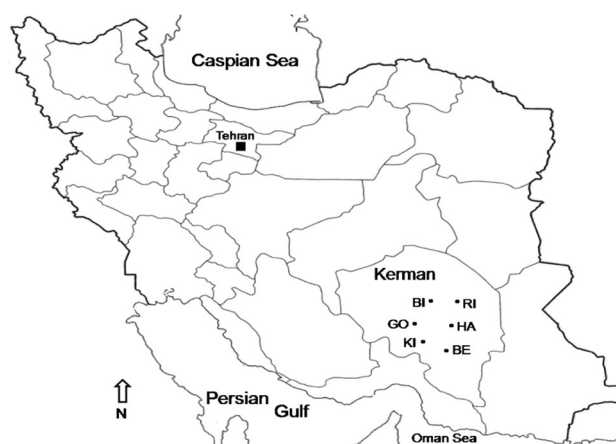 Caspian Sea
Tehran
Kerman
BI RI
GO HA
KI BE
N
Persian Gulf
Oman Sea